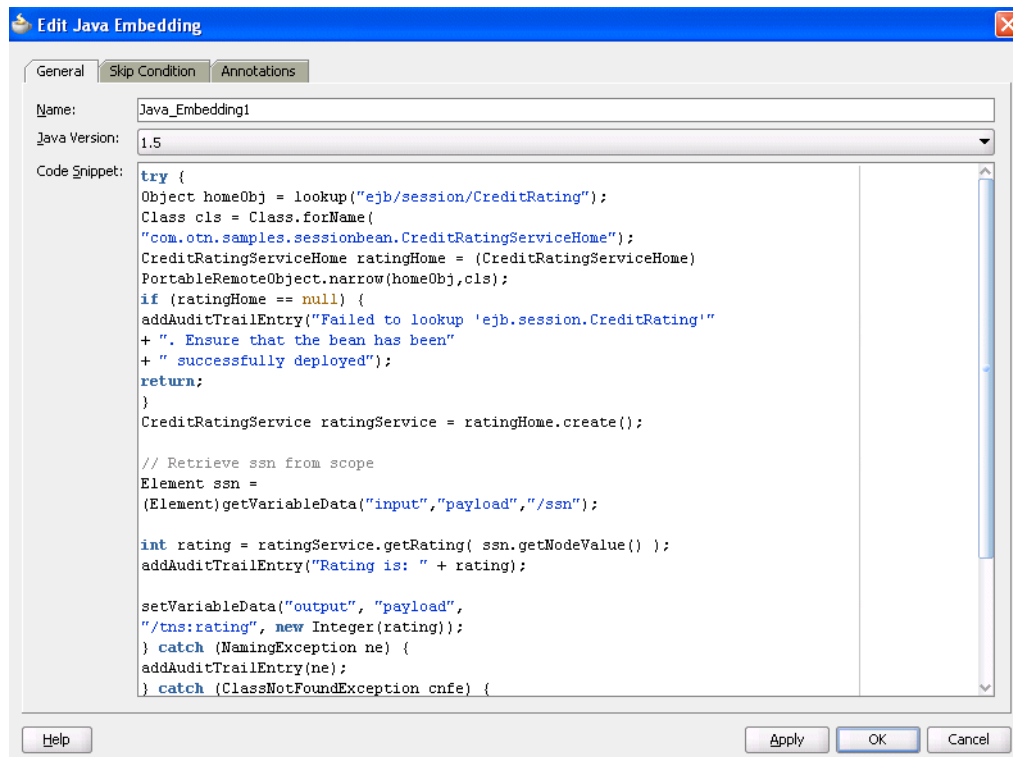 Edit Java Embedding
General Skip Condition Annotations
Name: Java_Embedding1
Java Version: 1.5
Code Snippet: try {
Object homeObj = lookup("ejb/session/CreditRating");
Class cls = Class.forName(
"com.otn.samples.sessionbean.CreditRatingServiceHome");
CreditRatingServiceHome ratingHome = (CreditRatingServiceHome)
PortableRemoteObject.narrow(homeObj,cls);
if (ratingHome == null) {
addAuditTrailEntry("Failed to lookup 'ejb.session.CreditRating'"
+ ". Ensure that the bean has been"
+ " successfully deployed");
return;
}
CreditRatingService ratingService = ratingHome.create();
// Retrieve ssn from scope
Element ssn =
(Element)getVariableData("input","payload","/ssn");
int rating = ratingService.getRating( ssn.getNodeValue() );
addAuditTrailEntry("Rating is: " + rating);
setVariableData("output", "payload",
"/tns:rating", new Integer(rating));
} catch (NamingException ne) {
addAuditTrailEntry(ne);
} catch (ClassNotFoundException cnfe) {
Help Apply OK Cancel